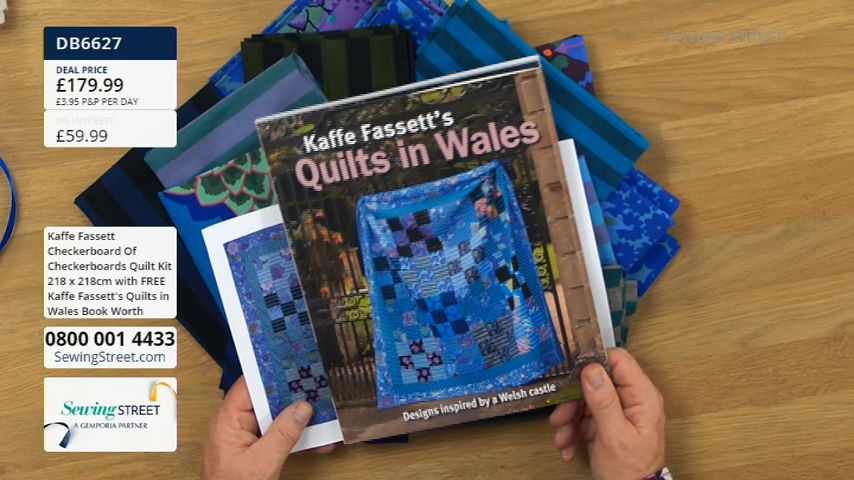 DB6627
DEAL PRICE
£179.99
£3.95 P&P PER DAY
£59.99
Kaffe Fassett
Checkerboard Of
Checkerboards Quilt Kit
218 x 218cm with FREE
Kaffe Fassett's Quilts in
Wales Book Worth
0800 001 4433
SewingStreet.com
Sewing STREET
A GEMPORIA PARTNER
SEWING STREET
Kaffe Fassett's
Quilts in Wales
Designs inspired by a Welsh castle